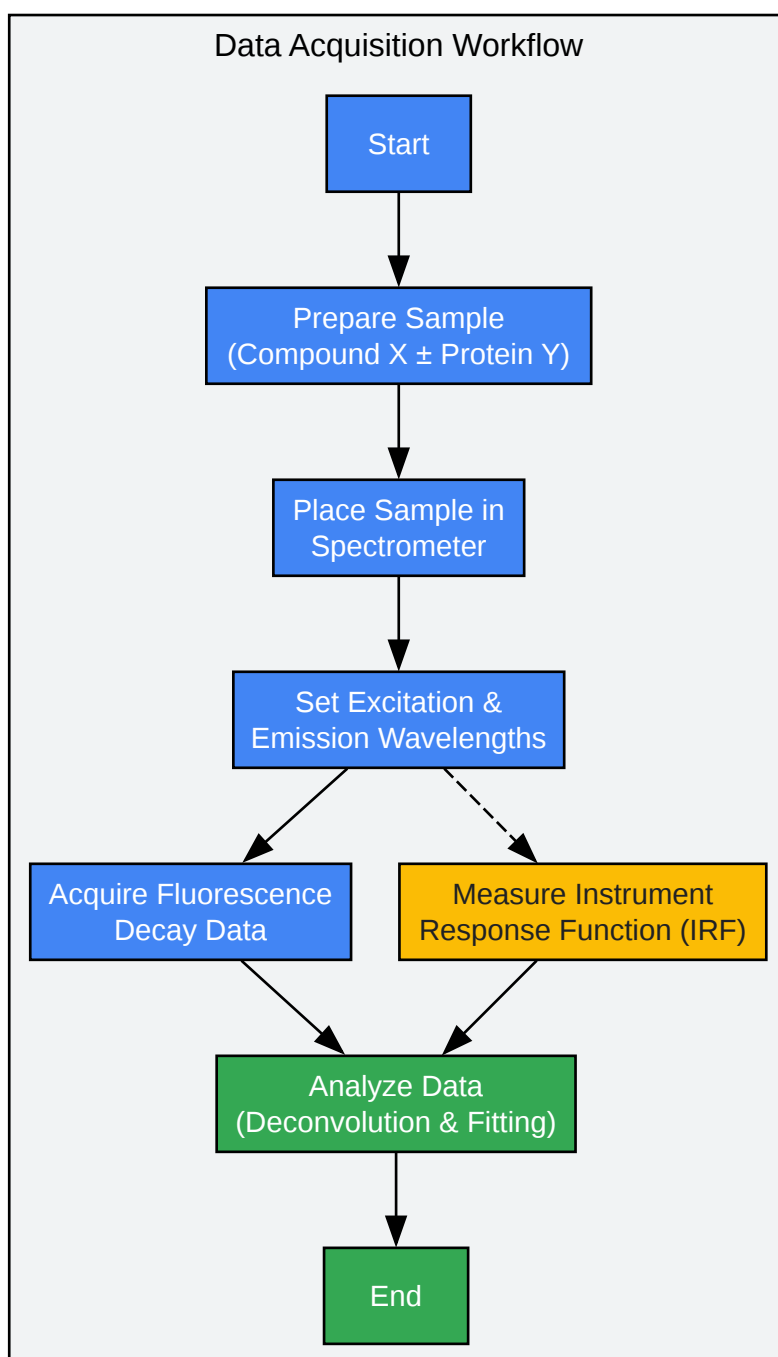 Data Acquisition Workflow
Start
Prepare Sample
(Compound X ± Protein Y)
Place Sample in
Spectrometer
Set Excitation &
Emission Wavelengths
Acquire Fluorescence
Decay Data
Measure Instrument
Response Function (IRF)
Analyze Data
(Deconvolution & Fitting)
End